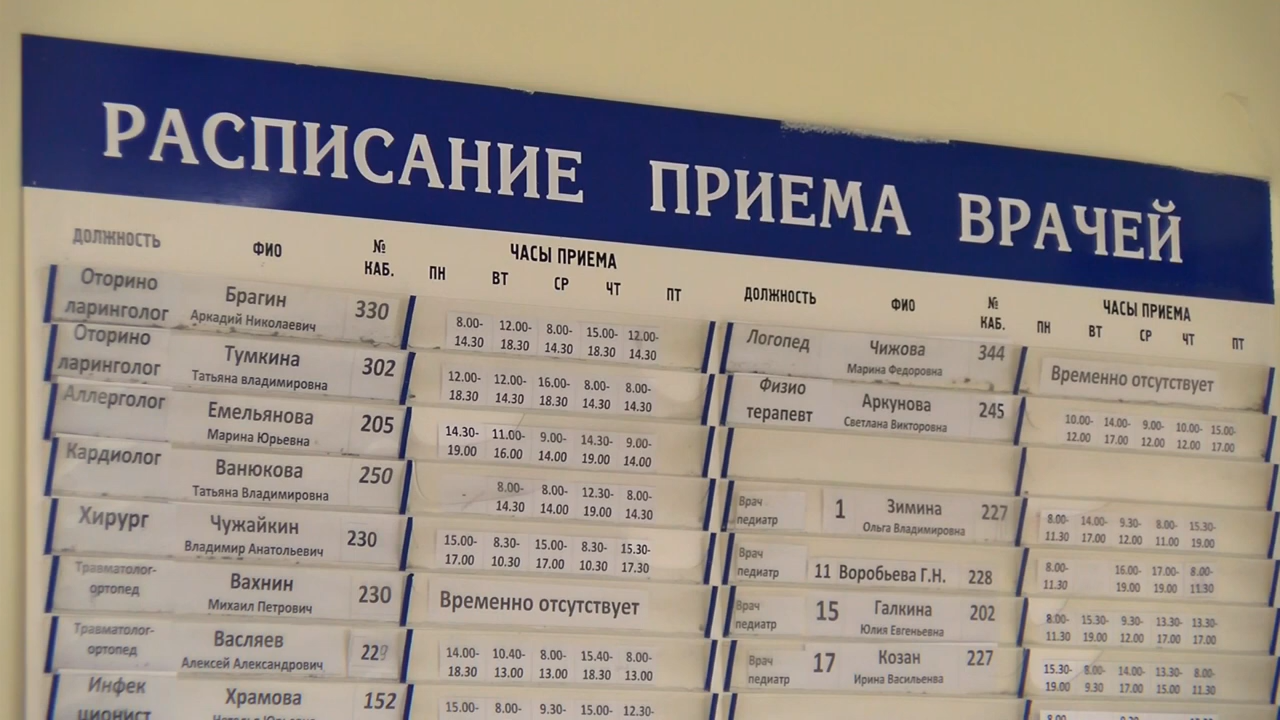 РАСПИСАНИЕ ПРИЕМА ВРАЧЕЙ
ДОЛЖНОСТЬ ФИО № КАБ. ЧАСЫ ПРИЕМА
ПН ВТ СР ЧТ ПТ
Оторино ларинголог Брагин Аркадий Николаевич 330 8.00-14.30 12.00-18.30 8.00-14.30 15.00-18.30 12.00-14.30
Оторино ларинголог Тумкина Татьяна владимировна 302 12.00-18.30 12.00-14.30 16.00-18.30 8.00-14.30 8.00-14.30
Аллерголог Емельянова Марина Юрьевна 205 14.30-19.00 11.00-16.00 9.00-14.00 14.30-19.00 9.00-14.00
Кардиолог Ванюкова Татьяна Владимировна 250 8.00-14.30 8.00-14.00 12.30-19.00 8.00-14.30
Хирург Чужайкин Владимир Анатольевич 230 15.00-17.00 8.30-10.30 15.00-17.00 8.30-10.30 15.30-17.30
Травматолог-ортопед Вахнин Михаил Петрович 230 Временно отсутствует
Травматолог-ортопед Васляев Алексей Александрович 229 14.00-18.30 10.40-13.00 8.00-13.00 15.40-18.30 8.00-13.00
Инфек ционист Храмова 152 15.00- 8.00- 9.30- 15.00- 12.30-
ДОЛЖНОСТЬ ФИО № КАБ. ЧАСЫ ПРИЕМА
ПН ВТ СР ЧТ ПТ
Логопед Чижова Марина Федоровна 344 Временно отсутствует
Физио терапевт Аркунова Светлана Викторовна 245 10.00-12.00 14.00-17.00 9.00-12.00 10.00-12.00 15.00-17.00
Врач педиатр 1 Зимина Ольга Владимировна 227 8.00-11.30 14.00-17.00 9.30-12.00 8.00-11.00 15.30-19.00
Врач педиатр 11 Воробьева Г.Н. 228 8.00-11.30 16.00-19.00 17.00-19.00 8.00-11.30
Врач педиатр 15 Галкина Юлия Евгеньевна 202 8.00-11.30 15.30-19.00 9.30-12.00 13.30-17.00 13.30-17.00
Врач педиатр 17 Козан Ирина Васильевна 227 15.30-19.00 8.00-9.30 14.00-17.00 13.30-15.00 8.00-11.30